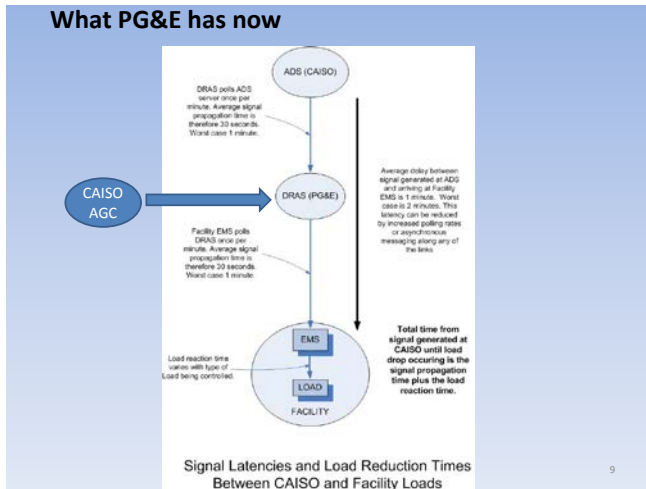 What PG&E has now
ADS (CAISO)
DRAS polls ADS
server once per
minute. Average signal
propagation time is
therefore 30 seconds.
Worst case 1 minute.
CAISO
AGC
DRAS (PG&E)
Average delay between
signal generated at ADS
and arriving at Facility
EMS is 1 minute. Worst
case is 2 minutes. This
latency can be reduced
by increased polling rates
or asynchronous
messaging along any of
the links
Facility EMS polls
DRAS once per
minute. Average signal
propagation time is
therefore 30 seconds.
Worst case 1 minute
Total time from
signal generated at
CAISO until load
drop occuring is the
signal propagation
time plus the load
reaction time.
EMS
Load reaction time
varies with type of
Load being controlled.
LOAD
FACILITY
Signal Latencies and Load Reduction Times
Between CAISO and Facility Loads
9